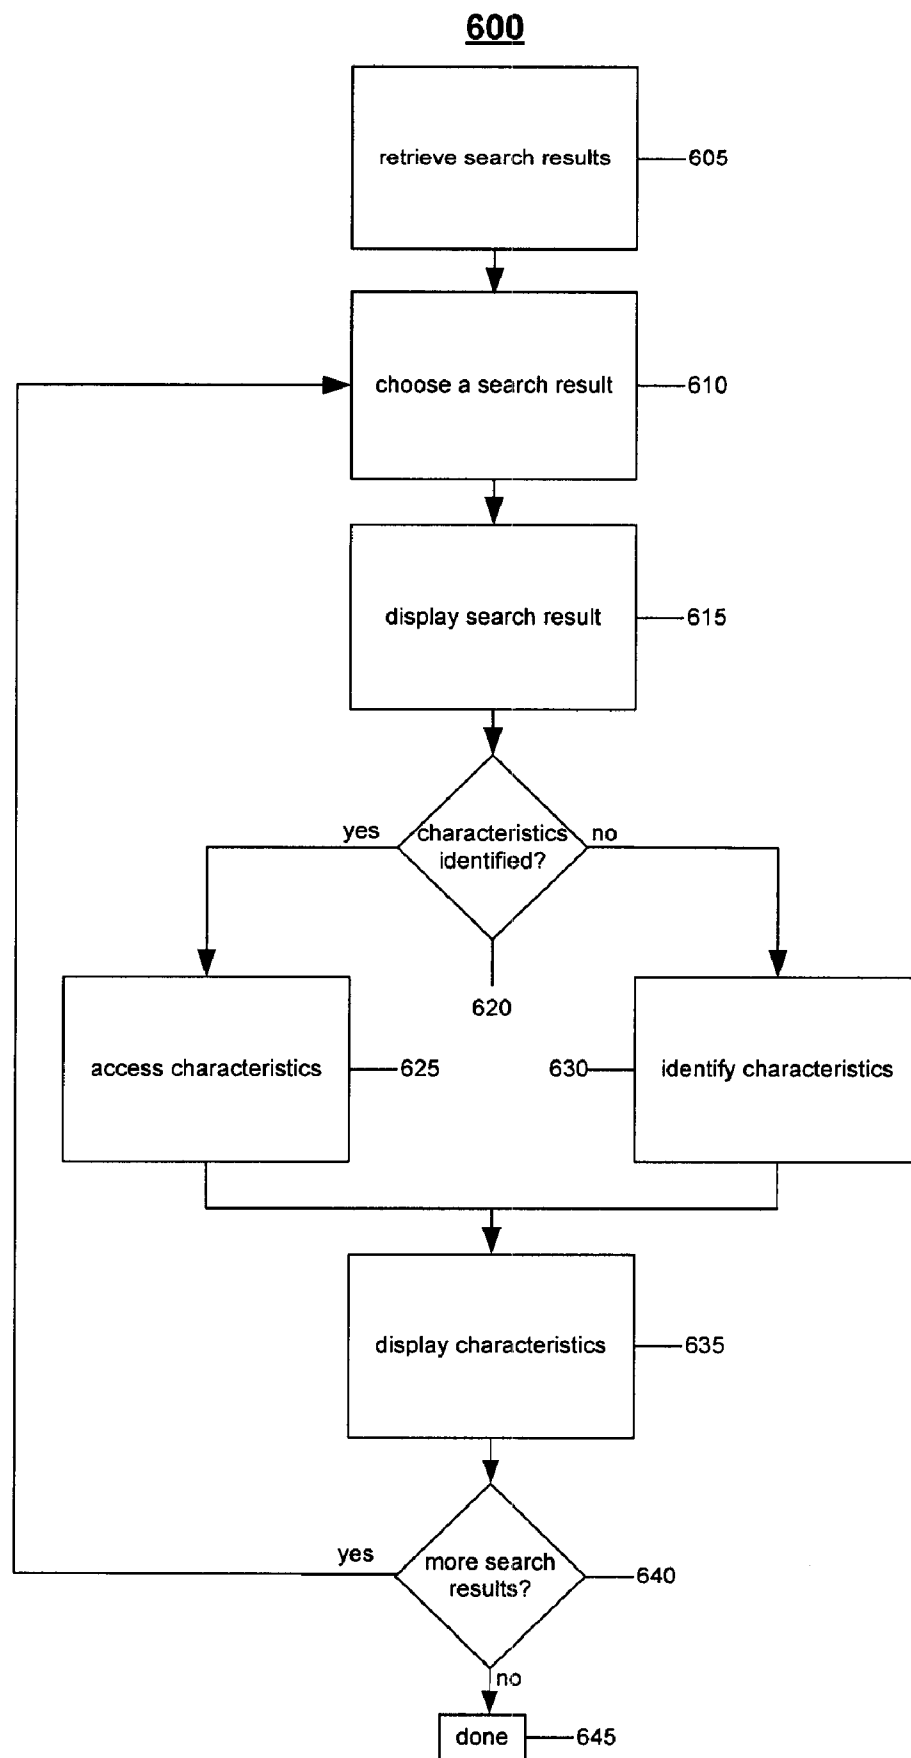 600
retrieve search results
605
choose a search result
610
display search result
615
yes
characteristics
identified?
no
620
access characteristics
625
630
identify characteristics
display characteristics
635
yes
more search
results?
640
no
done
645